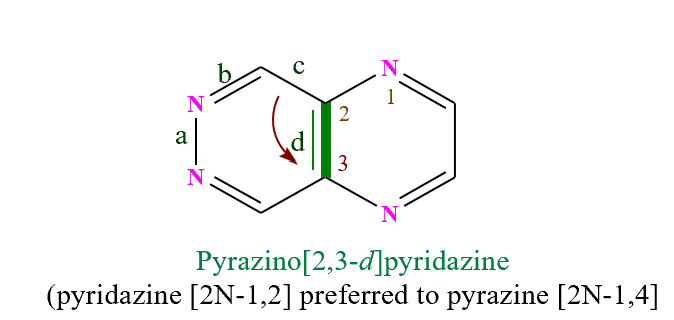 b
c
N
N
1
2
a
d
3
N
N
Pyrazino[2,3-d]pyridazine
(pyridazine [2N-1,2] preferred to pyrazine [2N-1,4]